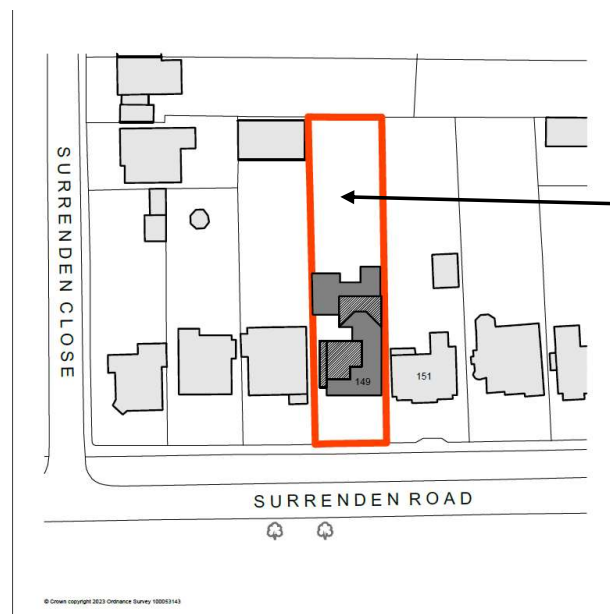 SURRENDEN CLOSE
149
151
SURRENDEN ROAD
© Crown copyright 2023 Ordnance Survey 100053143